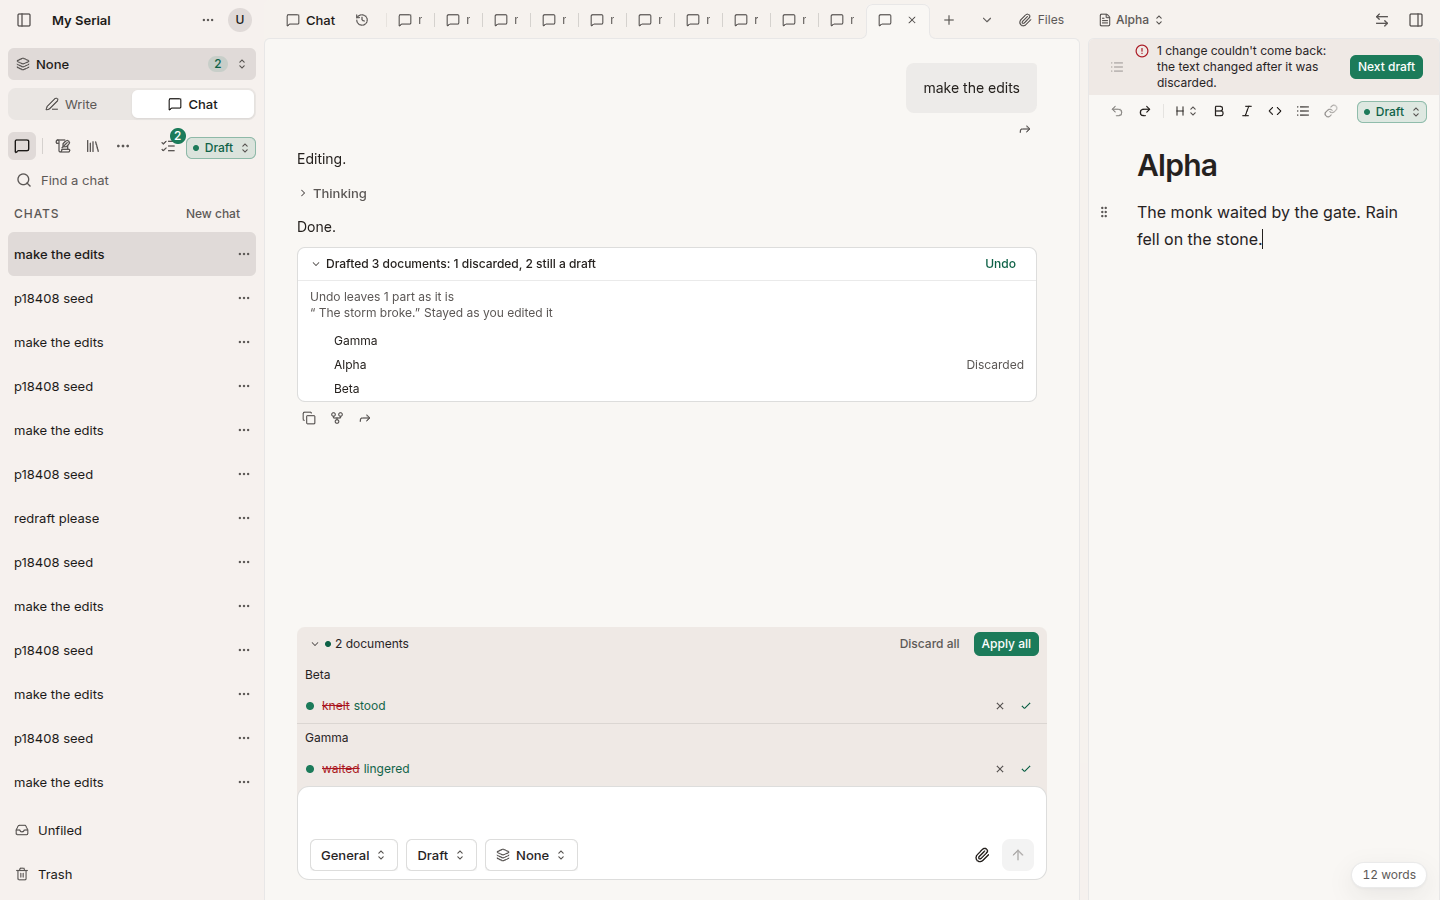 My Serial
U
None
2
Write
Chat
2
Draft
Find a chat
CHATS
New chat
make the edits
p18408 seed
make the edits
p18408 seed
make the edits
p18408 seed
redraft please
p18408 seed
make the edits
p18408 seed
make the edits
p18408 seed
make the edits
Unfiled
Trash
Chat
r
r
r
r
r
r
r
r
r
r
Files
make the edits
Editing.
Thinking
Done.
Drafted 3 documents: 1 discarded, 2 still a draft
Undo
Undo leaves 1 part as it is
“ The storm broke.” Stayed as you edited it
Gamma
Alpha
Discarded
Beta
2 documents
Discard all
Apply all
Beta
knelt stood
Gamma
waited lingered
General
Draft
None
Alpha
1 change couldn't come back:
the text changed after it was
discarded.
Next draft
H
B
I
Draft
Alpha
The monk waited by the gate. Rain
fell on the stone.
12 words